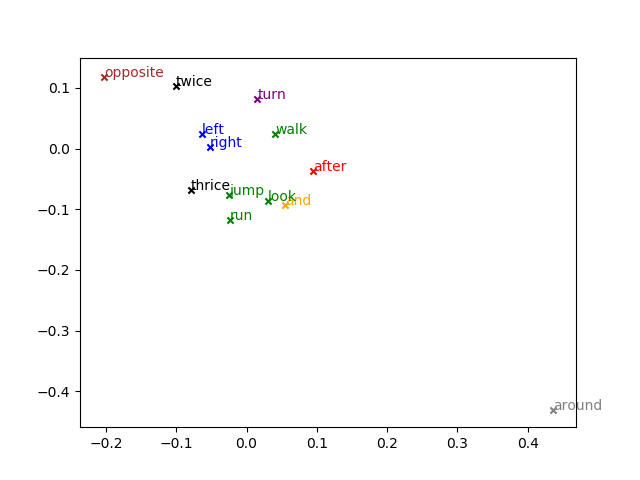 opposite
twice
turn
left
walk
right
after
thrice
jump
look
and
run
around
0.1
0.0
−0.1
−0.2
−0.3
−0.4
−0.2
−0.1
0.0
0.1
0.2
0.3
0.4